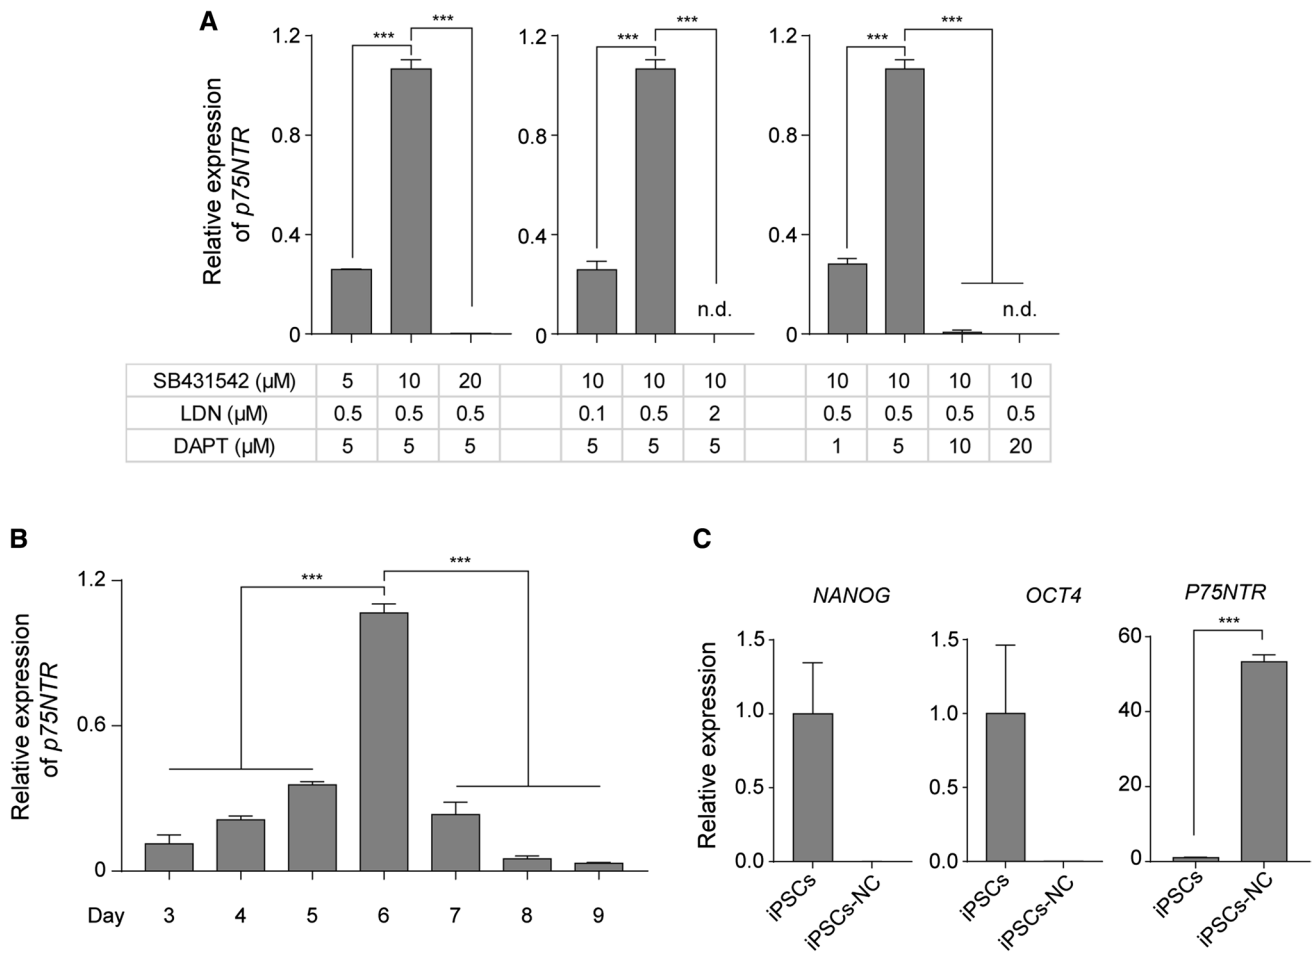 A
Relative expression
of p75NTR
1.2
0.8
0.4
0
***
***
1.2
0.8
0.4
0
***
***
n.d.
1.2
0.8
0.4
0
***
***
n.d.
SB431542 (µM) 5 10 20 10 10 10 10 10 10 10
LDN (µM) 0.5 0.5 0.5 0.1 0.5 2 0.5 0.5 0.5 0.5
DAPT (µM) 5 5 5 5 5 5 1 5 10 20
B
Relative expression
of p75NTR
1.2
0.6
0
***
***
Day 3 4 5 6 7 8 9
C
Relative expression
NANOG
1.5
1.0
0.5
0.0
iPSCs
iPSCs-NC
OCT4
1.5
1.0
0.5
0.0
iPSCs
iPSCs-NC
P75NTR
60
40
20
0
***
iPSCs
iPSCs-NC